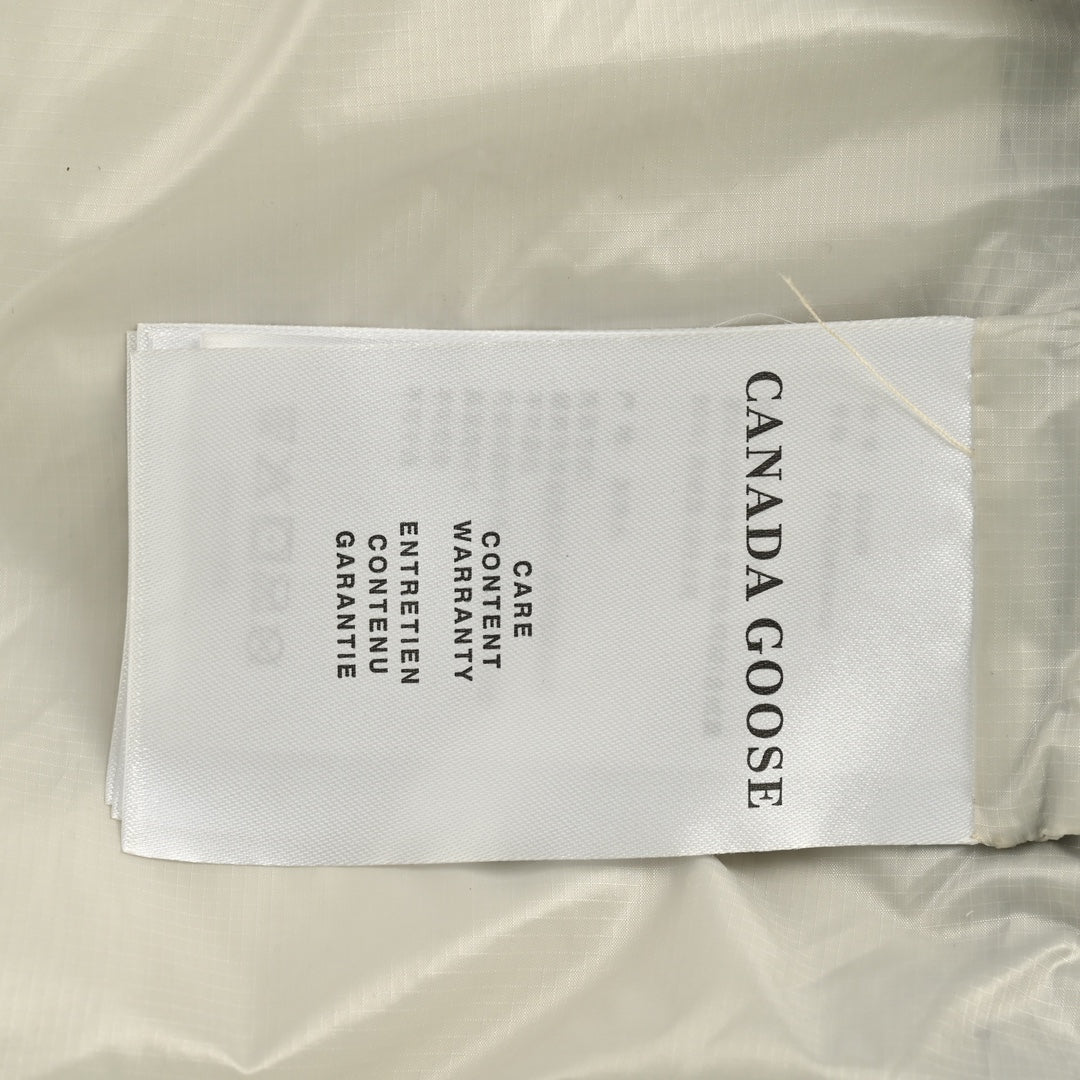 CANADA GOOSE
CARE
CONTENT
WARRANTY
ENTRETIEN
CONTENU
GARANTIE